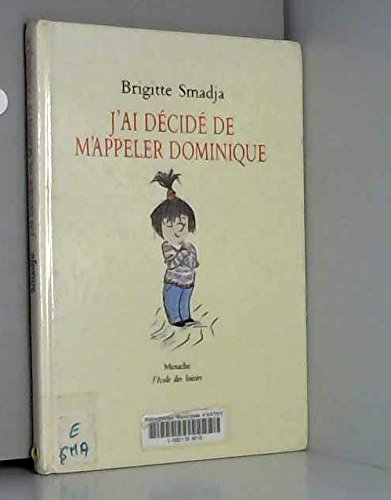 Brigitte Smadja
J'AI DÉCIDÉ DE
M'APPELER DOMINIQUE
Mouche
l'école des loisirs
E
SMA